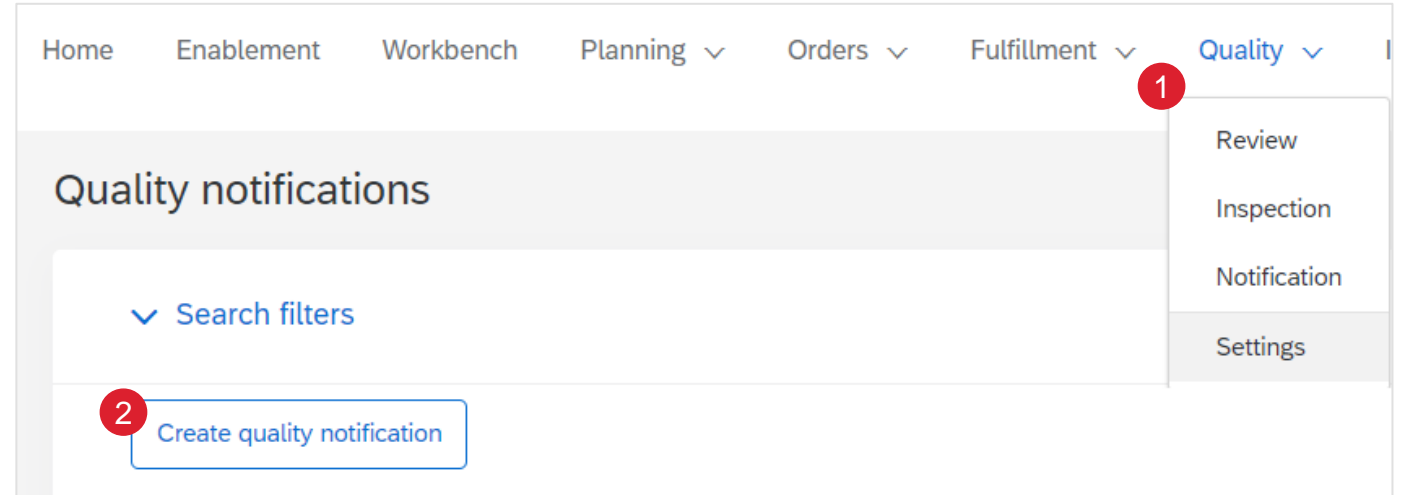 Home Enablement Workbench Planning Orders Fulfillment Quality
1
Review
Quality notifications
Inspection
Notification
Search filters
Settings
2
Create quality notification